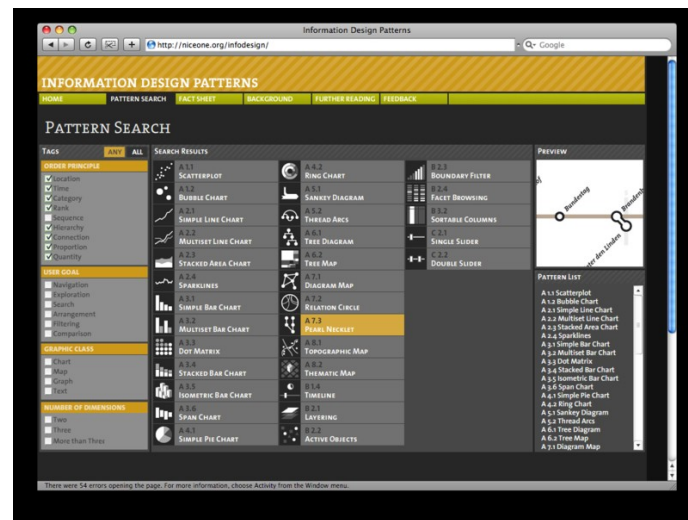 Information Design Patterns
http://niceone.org/infodesign/
Google
INFORMATION DESIGN PATTERNS
HOME PATTERN SEARCH FACT SHEET BACKGROUND FURTHER READING FEEDBACK
PATTERN SEARCH
TAGS ANY ALL
ORDER PRINCIPLE
Location
Time
Category
Rank
Sequence
Hierarchy
Connection
Proportion
Quantity
USER GOAL
Navigation
Exploration
Search
Arrangement
Filtering
Comparison
GRAPHIC CLASS
Chart
Map
Graph
Text
NUMBER OF DIMENSIONS
Two
Three
More than Three
SEARCH RESULTS
A 1.1
SCATTERPLOT
A 1.2
BUBBLE CHART
A 2.1
SIMPLE LINE CHART
A 2.2
MULTISET LINE CHART
A 2.3
STACKED AREA CHART
A 2.4
SPARKLINES
A 3.1
SIMPLE BAR CHART
A 3.2
MULTISET BAR CHART
A 3.3
DOT MATRIX
A 3.4
STACKED BAR CHART
A 3.5
ISOMETRIC BAR CHART
A 3.6
SPAN CHART
A 4.1
SIMPLE PIE CHART
A 4.2
RING CHART
A 5.1
SANKEY DIAGRAM
A 5.2
THREAD ARCS
A 6.1
TREE DIAGRAM
A 6.2
TREE MAP
A 7.1
DIAGRAM MAP
A 7.2
RELATION CIRCLE
A 7.3
PEARL NECKLET
A 8.1
TOPOGRAPHIC MAP
A 8.2
THEMATIC MAP
B 1.4
TIMELINE
B 2.1
LAYERING
B 2.2
ACTIVE OBJECTS
B 2.3
BOUNDARY FILTER
B 2.4
FACET BROWSING
B 3.2
SORTABLE COLUMNS
C 2.1
SINGLE SLIDER
C 2.2
DOUBLE SLIDER
PREVIEW
Bundestag
Brandenb
ter den Linden
PATTERN LIST
A 1.1 Scatterplot
A 1.2 Bubble Chart
A 2.1 Simple Line Chart
A 2.2 Multiset Line Chart
A 2.3 Stacked Area Chart
A 2.4 Sparklines
A 3.1 Simple Bar Chart
A 3.2 Multiset Bar Chart
A 3.3 Dot Matrix
A 3.4 Stacked Bar Chart
A 3.5 Isometric Bar Chart
A 3.6 Span Chart
A 4.1 Simple Pie Chart
A 4.2 Ring Chart
A 5.1 Sankey Diagram
A 5.2 Thread Arcs
A 6.1 Tree Diagram
A 6.2 Tree Map
A 7.1 Diagram Map
There were 54 errors opening the page. For more information, choose Activity from the Window menu.